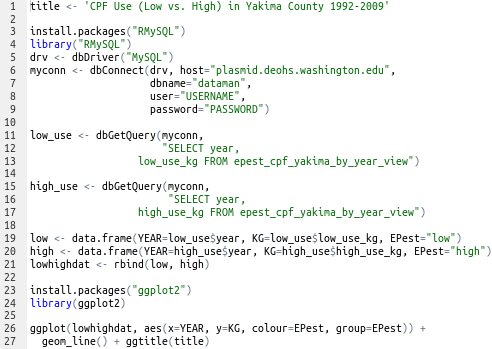 1 title <- 'CPF Use (Low vs. High) in Yakima County 1992-2009'
2
3 install.packages("RMySQL")
4 library("RMySQL")
5 drv <- dbDriver("MySQL")
6 myconn <- dbConnect(drv, host="plasmid.deohs.washington.edu",
7                     dbname="dataman",
8                     user="USERNAME",
9                     password="PASSWORD")
10
11 low_use <- dbGetQuery(myconn,
12                       "SELECT year,
13                   low_use_kg FROM epest_cpf_yakima_by_year_view")
14
15 high_use <- dbGetQuery(myconn,
16                        "SELECT year,
17                   high_use_kg FROM epest_cpf_yakima_by_year_view")
18
19 low <- data.frame(YEAR=low_use$year, KG=low_use$low_use_kg, EPest="low")
20 high <- data.frame(YEAR=high_use$year, KG=high_use$high_use_kg, EPest="high")
21 lowhighdat <- rbind(low, high)
22
23 install.packages("ggplot2")
24 library(ggplot2)
25
26 ggplot(lowhighdat, aes(x=YEAR, y=KG, colour=EPest, group=EPest)) +
27   geom_line() + ggtitle(title)